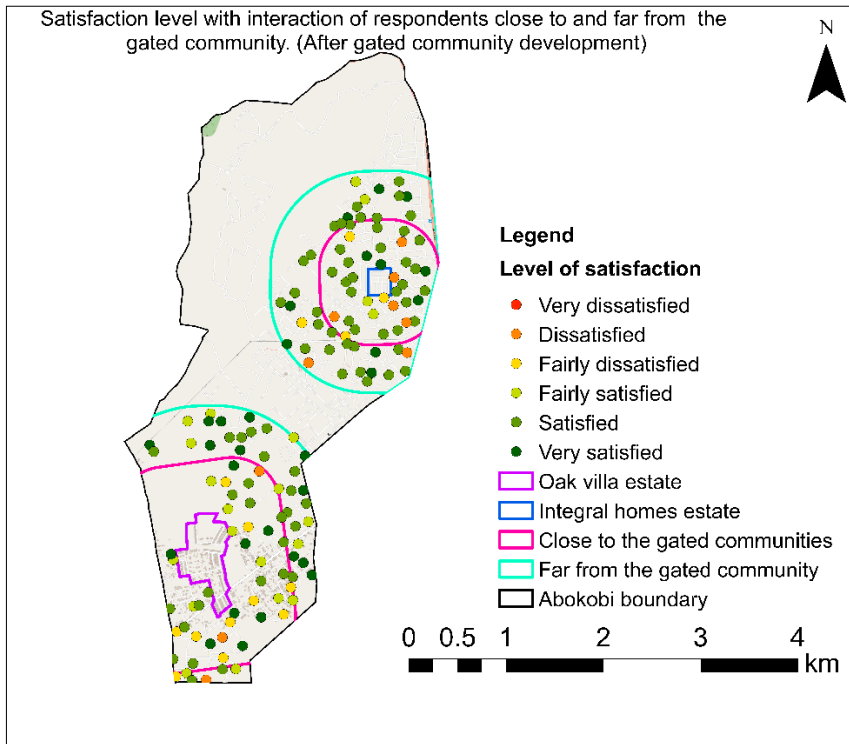 Satisfaction level with interaction of respondents close to and far from the
gated community. (After gated community development)
N
Legend
Level of satisfaction
Very dissatisfied
Dissatisfied
Fairly dissatisfied
Fairly satisfied
Satisfied
Very satisfied
Oak villa estate
Integral homes estate
Close to the gated communities
Far from the gated community
Abokobi boundary
0 0.5 1 2 3 4
km